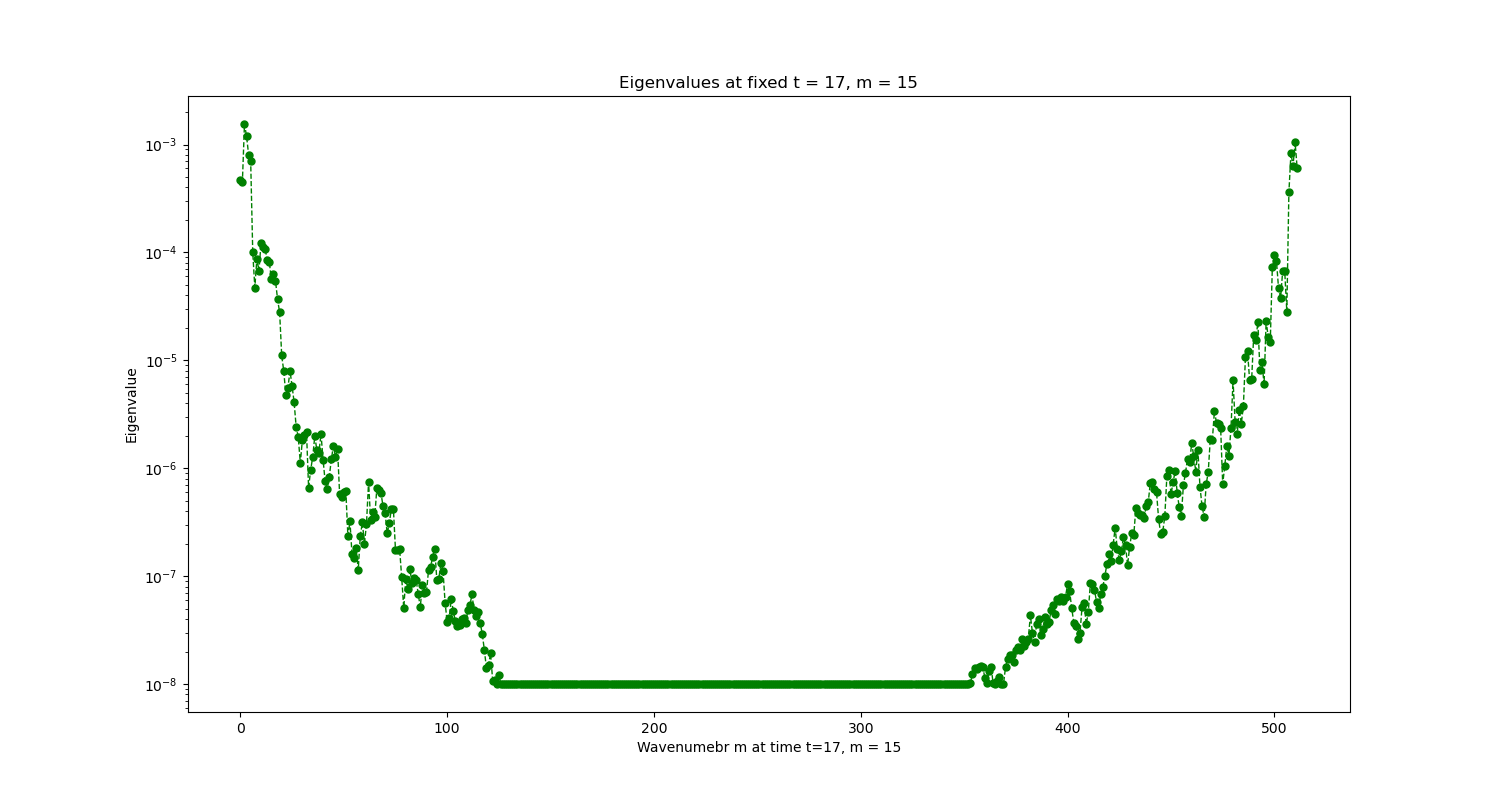 Eigenvalues at fixed t = 17, m = 15
10⁻³
10⁻⁴
10⁻⁵
10⁻⁶
10⁻⁷
10⁻⁸
Eigenvalue
0 100 200 300 400 500
Wavenumebr m at time t=17, m = 15